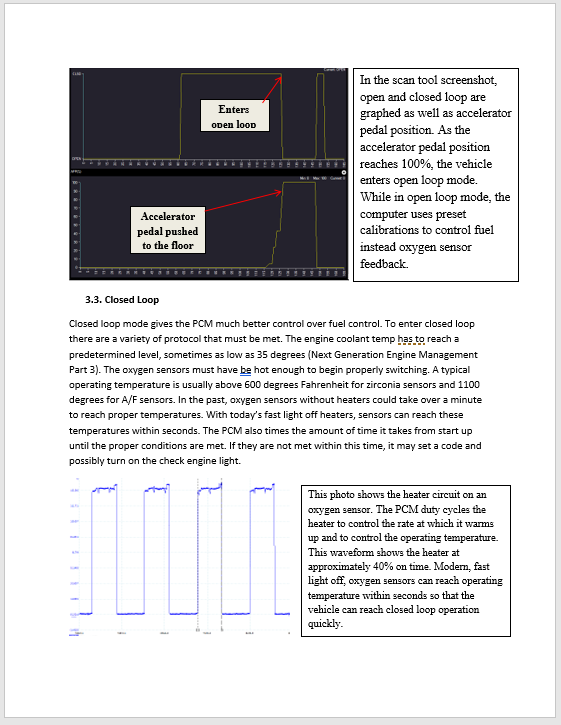 Enters
open loop
Accelerator
pedal pushed
to the floor
In the scan tool screenshot,
open and closed loop are
graphed as well as accelerator
pedal position. As the
accelerator pedal position
reaches 100%, the vehicle
enters open loop mode.
While in open loop mode, the
computer uses preset
calibrations to control fuel
instead oxygen sensor
feedback.
3.3. Closed Loop
Closed loop mode gives the PCM much better control over fuel control. To enter closed loop
there are a variety of protocol that must be met. The engine coolant temp has to reach a
predetermined level, sometimes as low as 35 degrees (Next Generation Engine Management
Part 3). The oxygen sensors must have be hot enough to begin properly switching. A typical
operating temperature is usually above 600 degrees Fahrenheit for zirconia sensors and 1100
degrees for A/F sensors. In the past, oxygen sensors without heaters could take over a minute
to reach proper temperatures. With today's fast light off heaters, sensors can reach these
temperatures within seconds. The PCM also times the amount of time it takes from start up
until the proper conditions are met. If they are not met within this time, it may set a code and
possibly turn on the check engine light.
This photo shows the heater circuit on an
oxygen sensor. The PCM duty cycles the
heater to control the rate at which it warms
up and to control the operating temperature.
This waveform shows the heater at
approximately 40% on time. Modern, fast
light off, oxygen sensors can reach operating
temperature within seconds so that the
vehicle can reach closed loop operation
quickly.